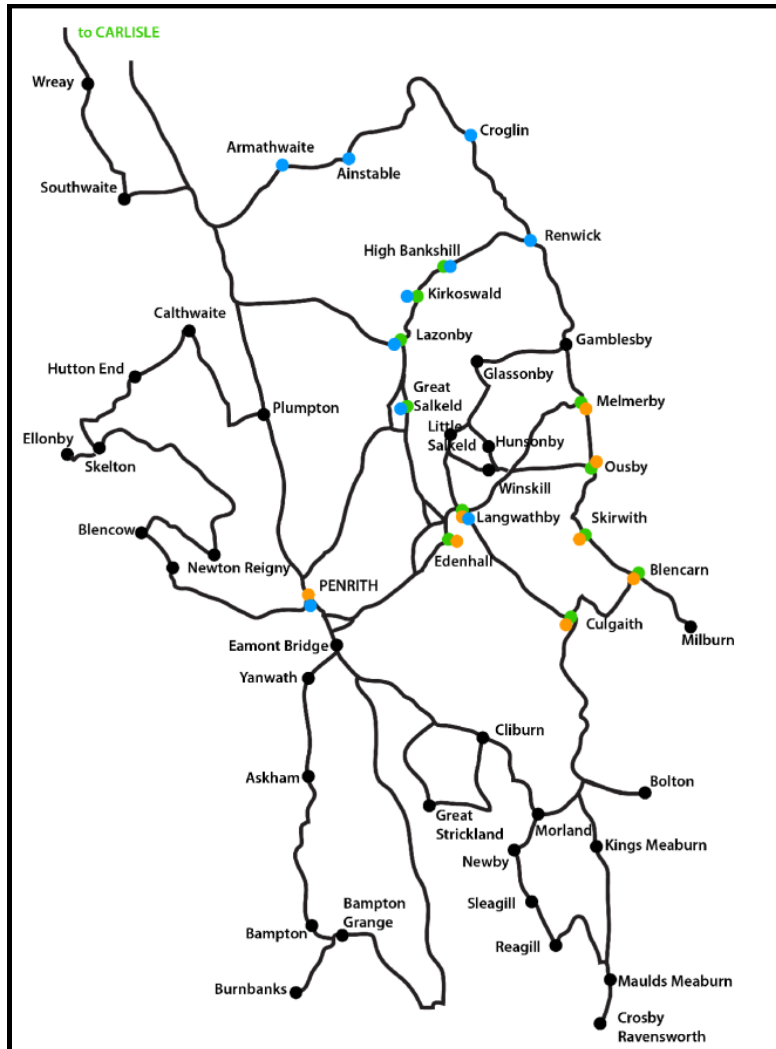 to CARLISLE
Wreay
Croglin
Armathwaite
Ainstable
Southwaite
Renwick
High Bankshill
Kirkoswald
Calthwaite
Lazonby
Gamblesby
Hutton End
Glassonby
Great
Salkeld
Melmerby
Plumpton
Little
Salkeld
Hunsonby
Ellonby
Skelton
Ousby
Winskill
Blencow
Langwathby
Skirwith
Newton Reigny
Edenhall
Blencarn
PENRITH
Culgaith
Milburn
Eamont Bridge
Yanwath
Cliburn
Askham
Bolton
Great
Strickland
Morland
Kings Meaburn
Newby
Sleagill
Bampton
Grange
Bampton
Reagill
Maulds Meaburn
Burnbanks
Crosby
Ravensworth